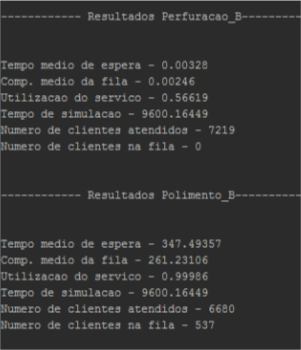 ------------ Resultados Perfuracao_B---------
Tempo medio de espera - 0.00328
Comp. medio da fila - 0.00246
Utilizacao do servico - 0.56619
Tempo de simulacao - 9600.16449
Numero de clientes atendidos - 7219
Numero de clientes na fila - 0
------------ Resultados Polimento_B----------
Tempo medio de espera - 347.49357
Comp. medio da fila - 261.23106
Utilizacao do servico - 0.99986
Tempo de simulacao - 9600.16449
Numero de clientes atendidos - 6680
Numero de clientes na fila - 537